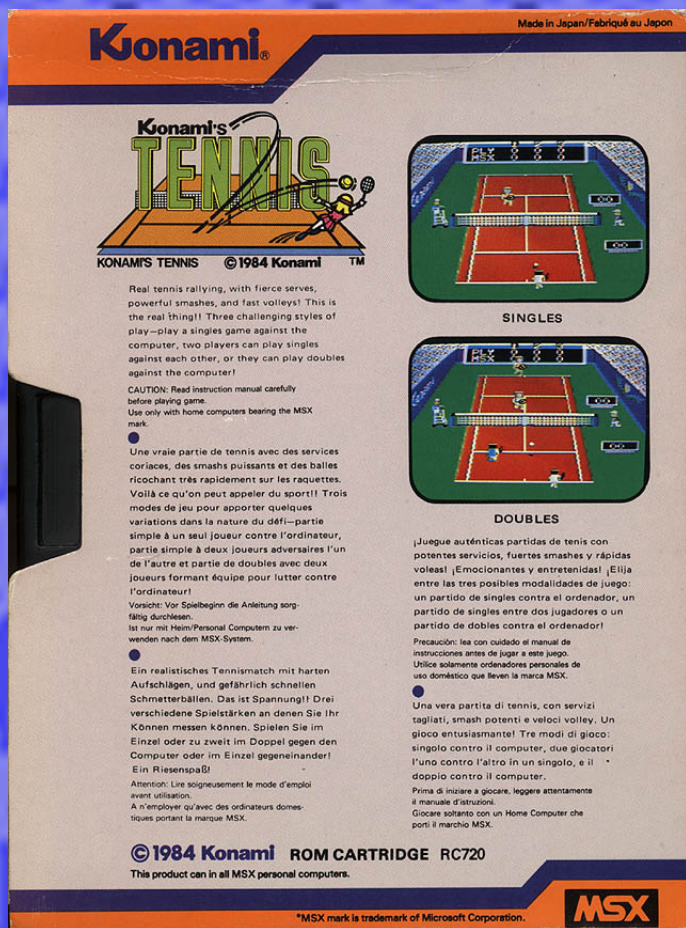 Made in Japan/Fabriqué au Japon
Konami®
Konami's
TENNIS
KONAMI'S TENNIS ©1984 Konami TM
Real tennis rallying, with fierce serves,
powerful smashes, and fast volleys! This is
the real thing!! Three challenging styles of
play—play a singles game against the
computer, two players can play singles
against each other, or they can play doubles
against the computer!
CAUTION: Read instruction manual carefully
before playing game.
Use only with home computers bearing the MSX
mark.
Une vraie partie de tennis avec des services
coriaces, des smashs puissants et des balles
ricochant très rapidement sur les raquettes.
Voilà ce qu'on peut appeler du sport!! Trois
modes de jeu pour apporter quelques
variations dans la nature du défi—partie
simple à un seul joueur contre l'ordinateur,
partie simple à deux joueurs adversaires l'un
de l'autre et partie de doubles avec deux
joueurs formant équipe pour lutter contre
l'ordinateur!
Vorsicht: Vor Spielbeginn die Anleitung sorg-
fältig durchlesen.
Ist nur mit Heim/Personal Computern zu ver-
wenden nach dem MSX-System.
Ein realistisches Tennismatch mit harten
Aufschlägen, und gefährlich schnellen
Schmetterbällen. Das ist Spannung!! Drei
verschiedene Spielstärken an denen Sie Ihr
Können messen können. Spielen Sie im
Einzel oder zu zweit im Doppel gegen den
Computer oder im Einzel gegeneinander!
Ein Riesenspaß!
Attention: Lire soigneusement le mode d'emploi
avant utilisation.
A n'employer qu'avec des ordinateurs domes-
tiques portant la marque MSX.
PLY 0 0 0
MSX 0 0 0
SINGLES
PLY 0 0 0
MSX 0 0 0
DOUBLES
¡Juegue auténticas partidas de tenis con
potentes servicios, fuertes smashes y rápidas
voleas! ¡Emocionantes y entretenidas! ¡Elija
entre las tres posibles modalidades de juego:
un partido de singles contra el ordenador, un
partido de singles entre dos jugadores o un
partido de dobles contra el ordenador!
Precaución: lea con cuidado el manual de
instrucciones antes de jugar a este juego.
Utilice solamente ordenadores personales de
uso doméstico que lleven la marca MSX.
Una vera partita di tennis, con servizi
tagliati, smash potenti e veloci volley. Un
gioco entusiasmante! Tre modi di gioco:
singolo contro il computer, due giocatori
l'uno contro l'altro in un singolo, e il
doppio contro il computer.
Prima di iniziare a giocare, leggere attentamente
il manuale d'istruzioni.
Giocare soltanto con un Home Computer che
porti il marchio MSX.
©1984 Konami ROM CARTRIDGE RC720
This product can in all MSX personal computers.
*MSX mark is trademark of Microsoft Corporation.
MSX